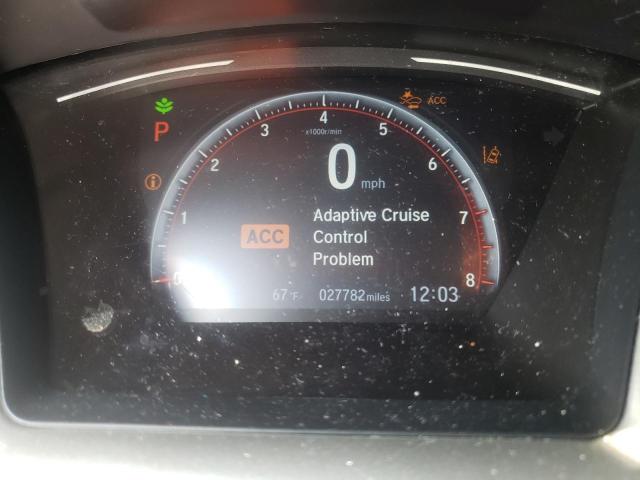 ACC
P
4
3
5
x1000r/min
2
6
0 mph
1
7
Adaptive Cruise
ACC
Control
Problem
0
8
67°F
027782 miles
12:03